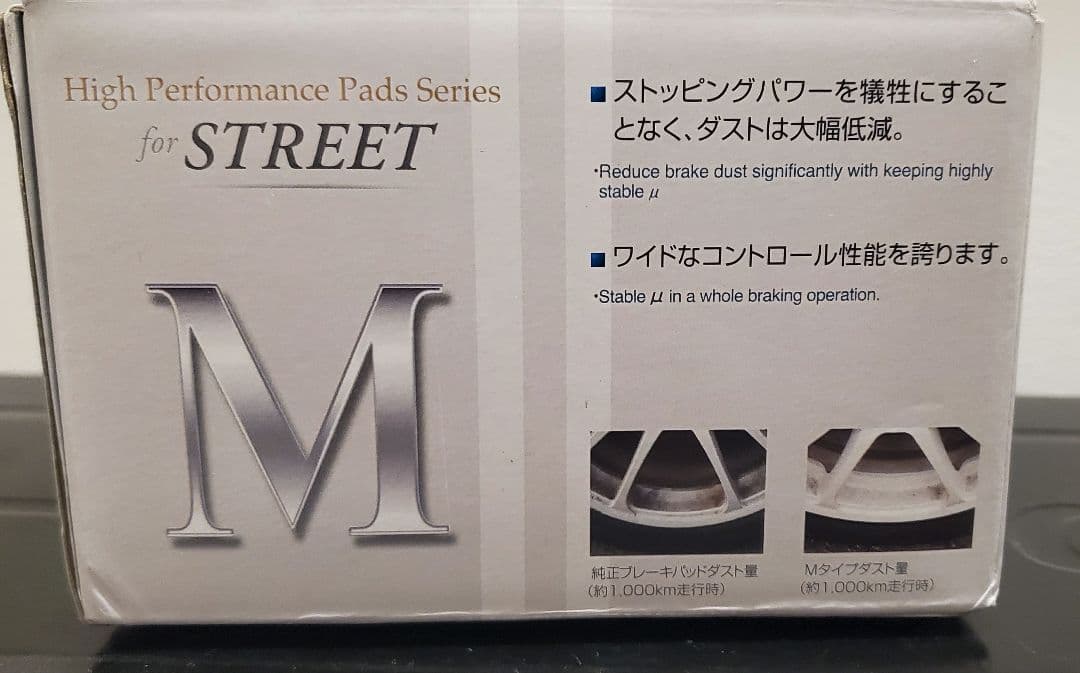 High Performance Pads Series
for STREET
M
■ストッピングパワーを犠牲にするこ
となく、ダストは大幅低減。
･Reduce brake dust significantly with keeping highly
stable μ
■ワイドなコントロール性能を誇ります。
･Stable μ in a whole braking operation.
純正ブレーキパッドダスト量
(約1,000km走行時)
Mタイプダスト量
(約1,000km走行時)